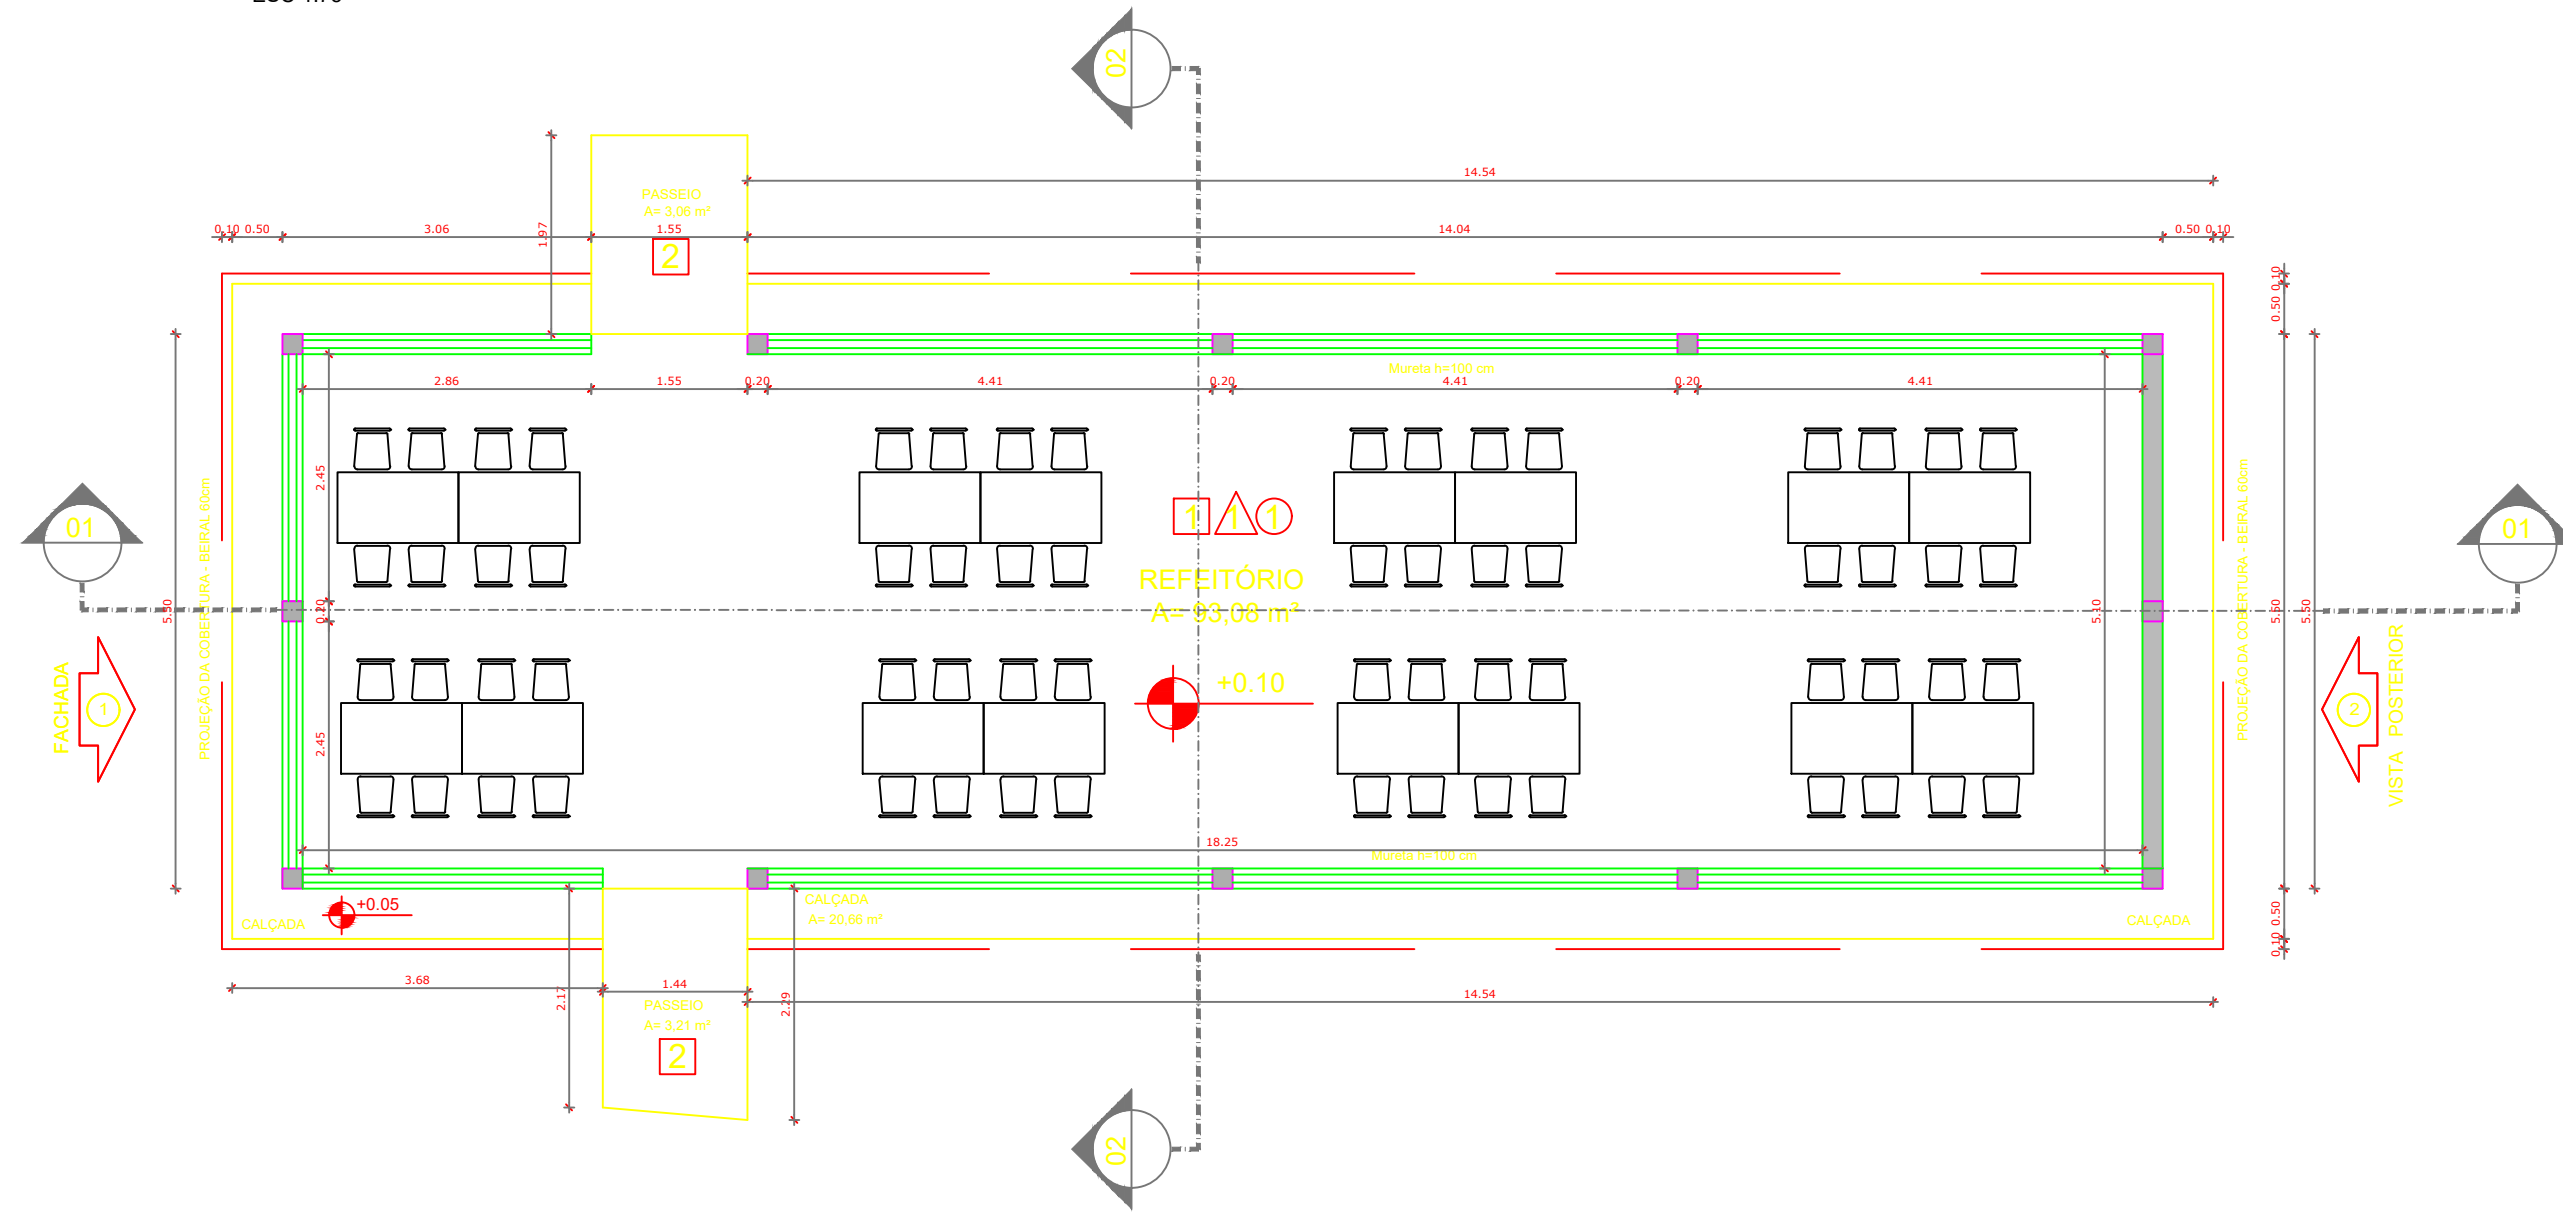 02
14.54
PASSEIO
A= 3,06 m²
2
1.97
0.10 0.50
3.06
1.55
14.04
0.50 0.10
0.10
0.50
Mureta h=100 cm
2.86
1.55
0.20
4.41
0.20
4.41
0.20
4.41
2.45
0.20
2.45
5.50
01
PROJEÇÃO DA COBERTURA - BEIRAL 60cm
FACHADA
1
1 1 1
REFEITÓRIO
A= 93,08 m²
+0.10
5.10
PROJEÇÃO DA COBERTURA - BEIRAL 60cm
5.50
5.50
01
2
VISTA POSTERIOR
18.25
Mureta h=100 cm
+0.05
CALÇADA
CALÇADA
A= 20,66 m²
CALÇADA
0.50
0.10
3.68
1.44
14.54
2.17
2.29
PASSEIO
A= 3,21 m²
2
02